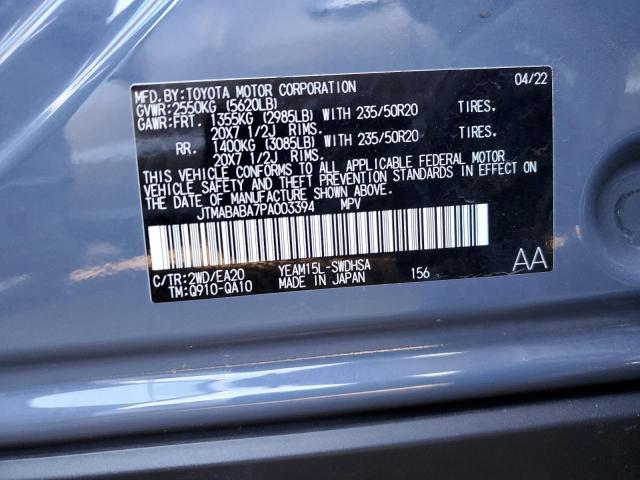 MFD. BY: TOYOTA MOTOR CORPORATION 04/22
GVWR: 2550KG (5620LB)
GAWR: FRT. 1355KG (2985LB) WITH 235/50R20 TIRES.
20X7 1/2J RIMS.
RR. 1400KG (3085LB) WITH 235/50R20 TIRES.
20X7 1/2J RIMS.
THIS VEHICLE CONFORMS TO ALL APPLICABLE FEDERAL MOTOR
VEHICLE SAFETY AND THEFT PREVENTION STANDARDS IN EFFECT ON
THE DATE OF MANUFACTURE SHOWN ABOVE.
JTMABABA7PA003394 MPV
C/TR: 2WD/EA20 YEAM15L-SWDHSA 156 AA
TM: Q910-QA10 MADE IN JAPAN